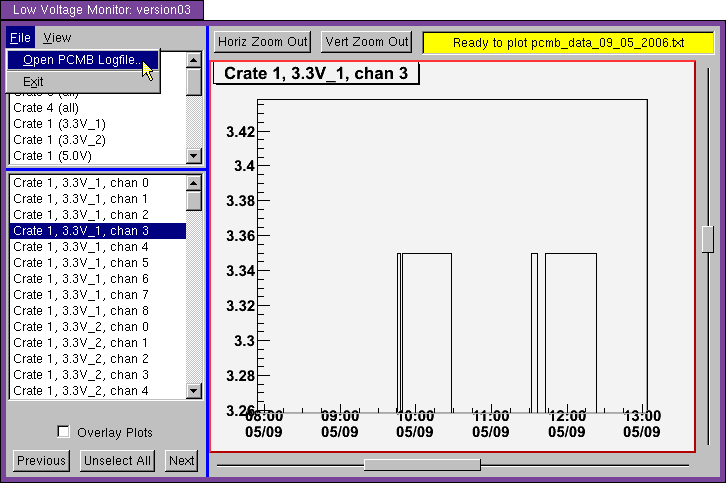 Low Voltage Monitor: version03
File View
Open PCMB Logfile...
Exit
Crate 4 (all)
Crate 1 (3.3V_1)
Crate 1 (3.3V_2)
Crate 1 (5.0V)
Crate 1, 3.3V_1, chan 0
Crate 1, 3.3V_1, chan 1
Crate 1, 3.3V_1, chan 2
Crate 1, 3.3V_1, chan 3
Crate 1, 3.3V_1, chan 4
Crate 1, 3.3V_1, chan 5
Crate 1, 3.3V_1, chan 6
Crate 1, 3.3V_1, chan 7
Crate 1, 3.3V_1, chan 8
Crate 1, 3.3V_2, chan 0
Crate 1, 3.3V_2, chan 1
Crate 1, 3.3V_2, chan 2
Crate 1, 3.3V_2, chan 3
Crate 1, 3.3V_2, chan 4
Overlay Plots
Previous Unselect All Next
Horiz Zoom Out Vert Zoom Out Ready to plot pcmb_data_09_05_2006.txt
Crate 1, 3.3V_1, chan 3
3.42
3.4
3.38
3.36
3.34
3.3
3.28
3.26
08:00 09:00 10:00 11:00 12:00 13:00
05/09 05/09 05/09 05/09 05/09 05/09